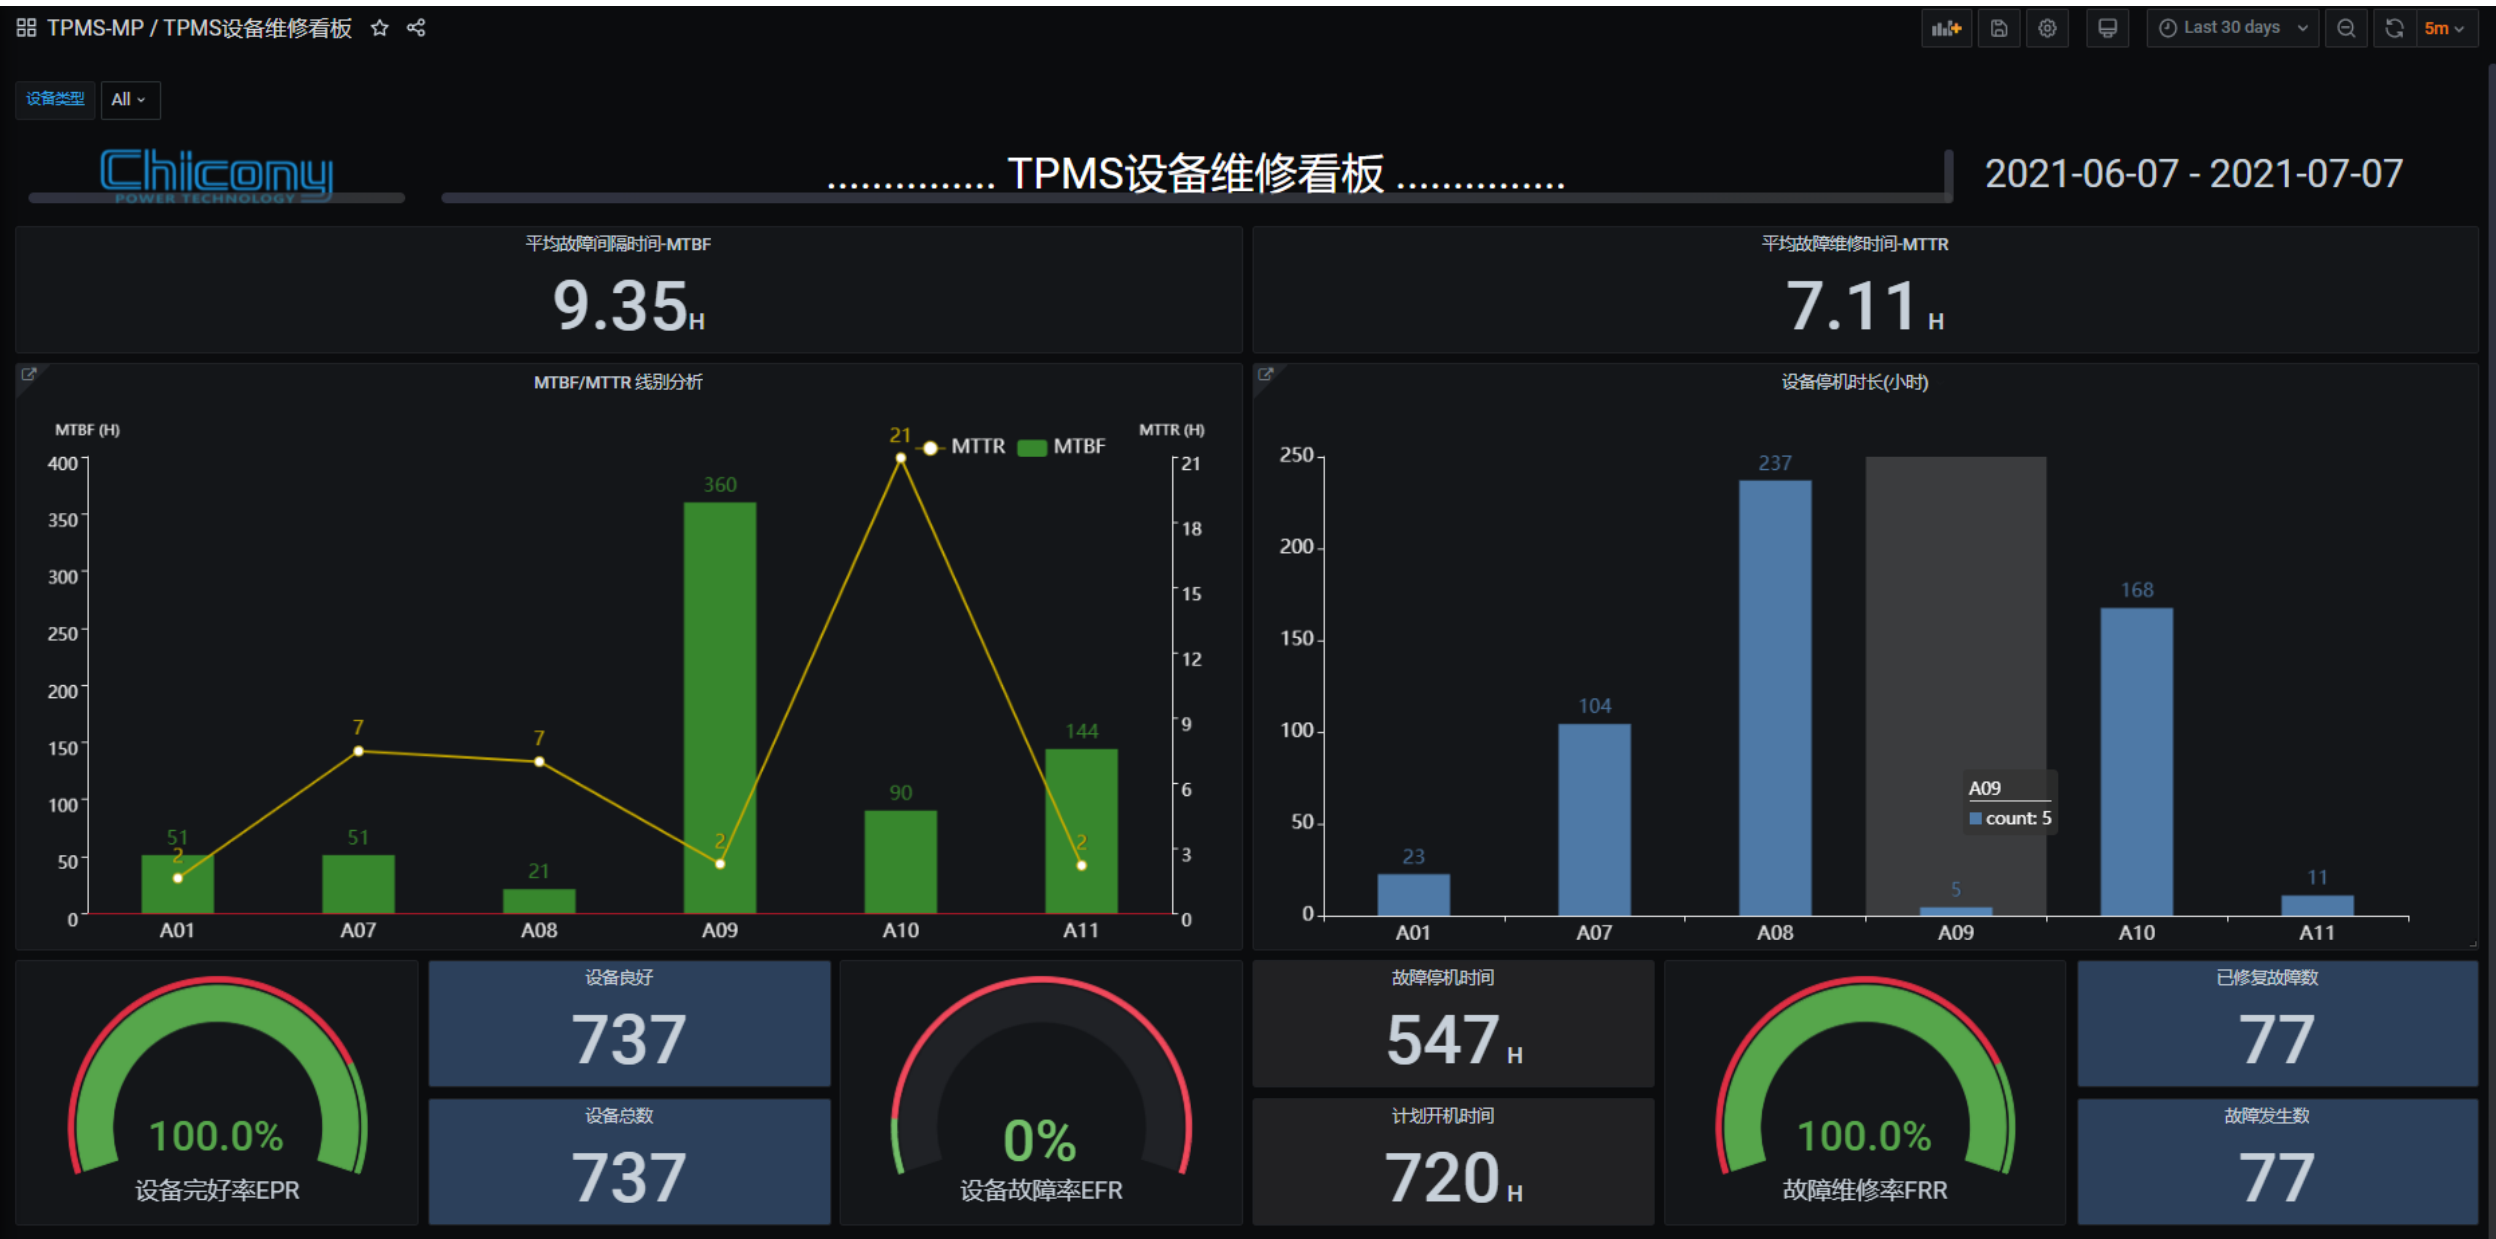 TPMS-MP / TPMS设备维修看板
Last 30 days
5m
设备类型
All
Chicony
POWER TECHNOLOGY
............... TPMS设备维修看板 ...............
2021-06-07 - 2021-07-07
平均故障间隔时间-MTBF
9.35H
平均故障维修时间-MTTR
7.11 H
MTBF/MTTR 线别分析
MTBF (H)
MTTR (H)
MTTR
MTBF
400
350
300
250
200
150
100
50
0
21
18
15
12
9
6
3
0
51
51
21
360
90
144
2
7
7
2
21
2
A01
A07
A08
A09
A10
A11
设备停机时长(小时)
250
200
150
100
50
0
23
104
237
5
168
11
A09
count: 5
A01
A07
A08
A09
A10
A11
100.0%
设备完好率EPR
设备良好
737
设备总数
737
0%
设备故障率EFR
故障停机时间
547 H
计划开机时间
720 H
100.0%
故障维修率FRR
已修复故障数
77
故障发生数
77